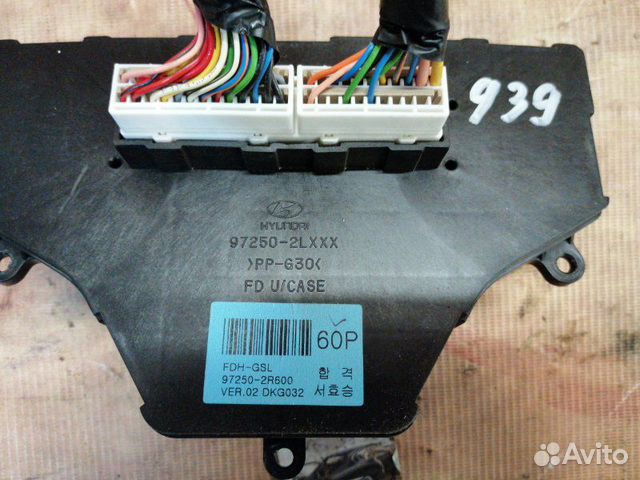 939
HYUNDAI
97250-2LXXX
>PP-G30<
FD U/CASE
60P
FDH-GSL
97250-2R600
VER.02 DKG032
합 격
서효승
Avito